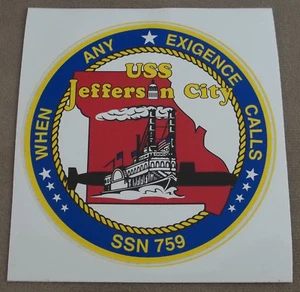 WHEN ANY EXIGENCE CALLS
USS
Jefferson City
SSN 759